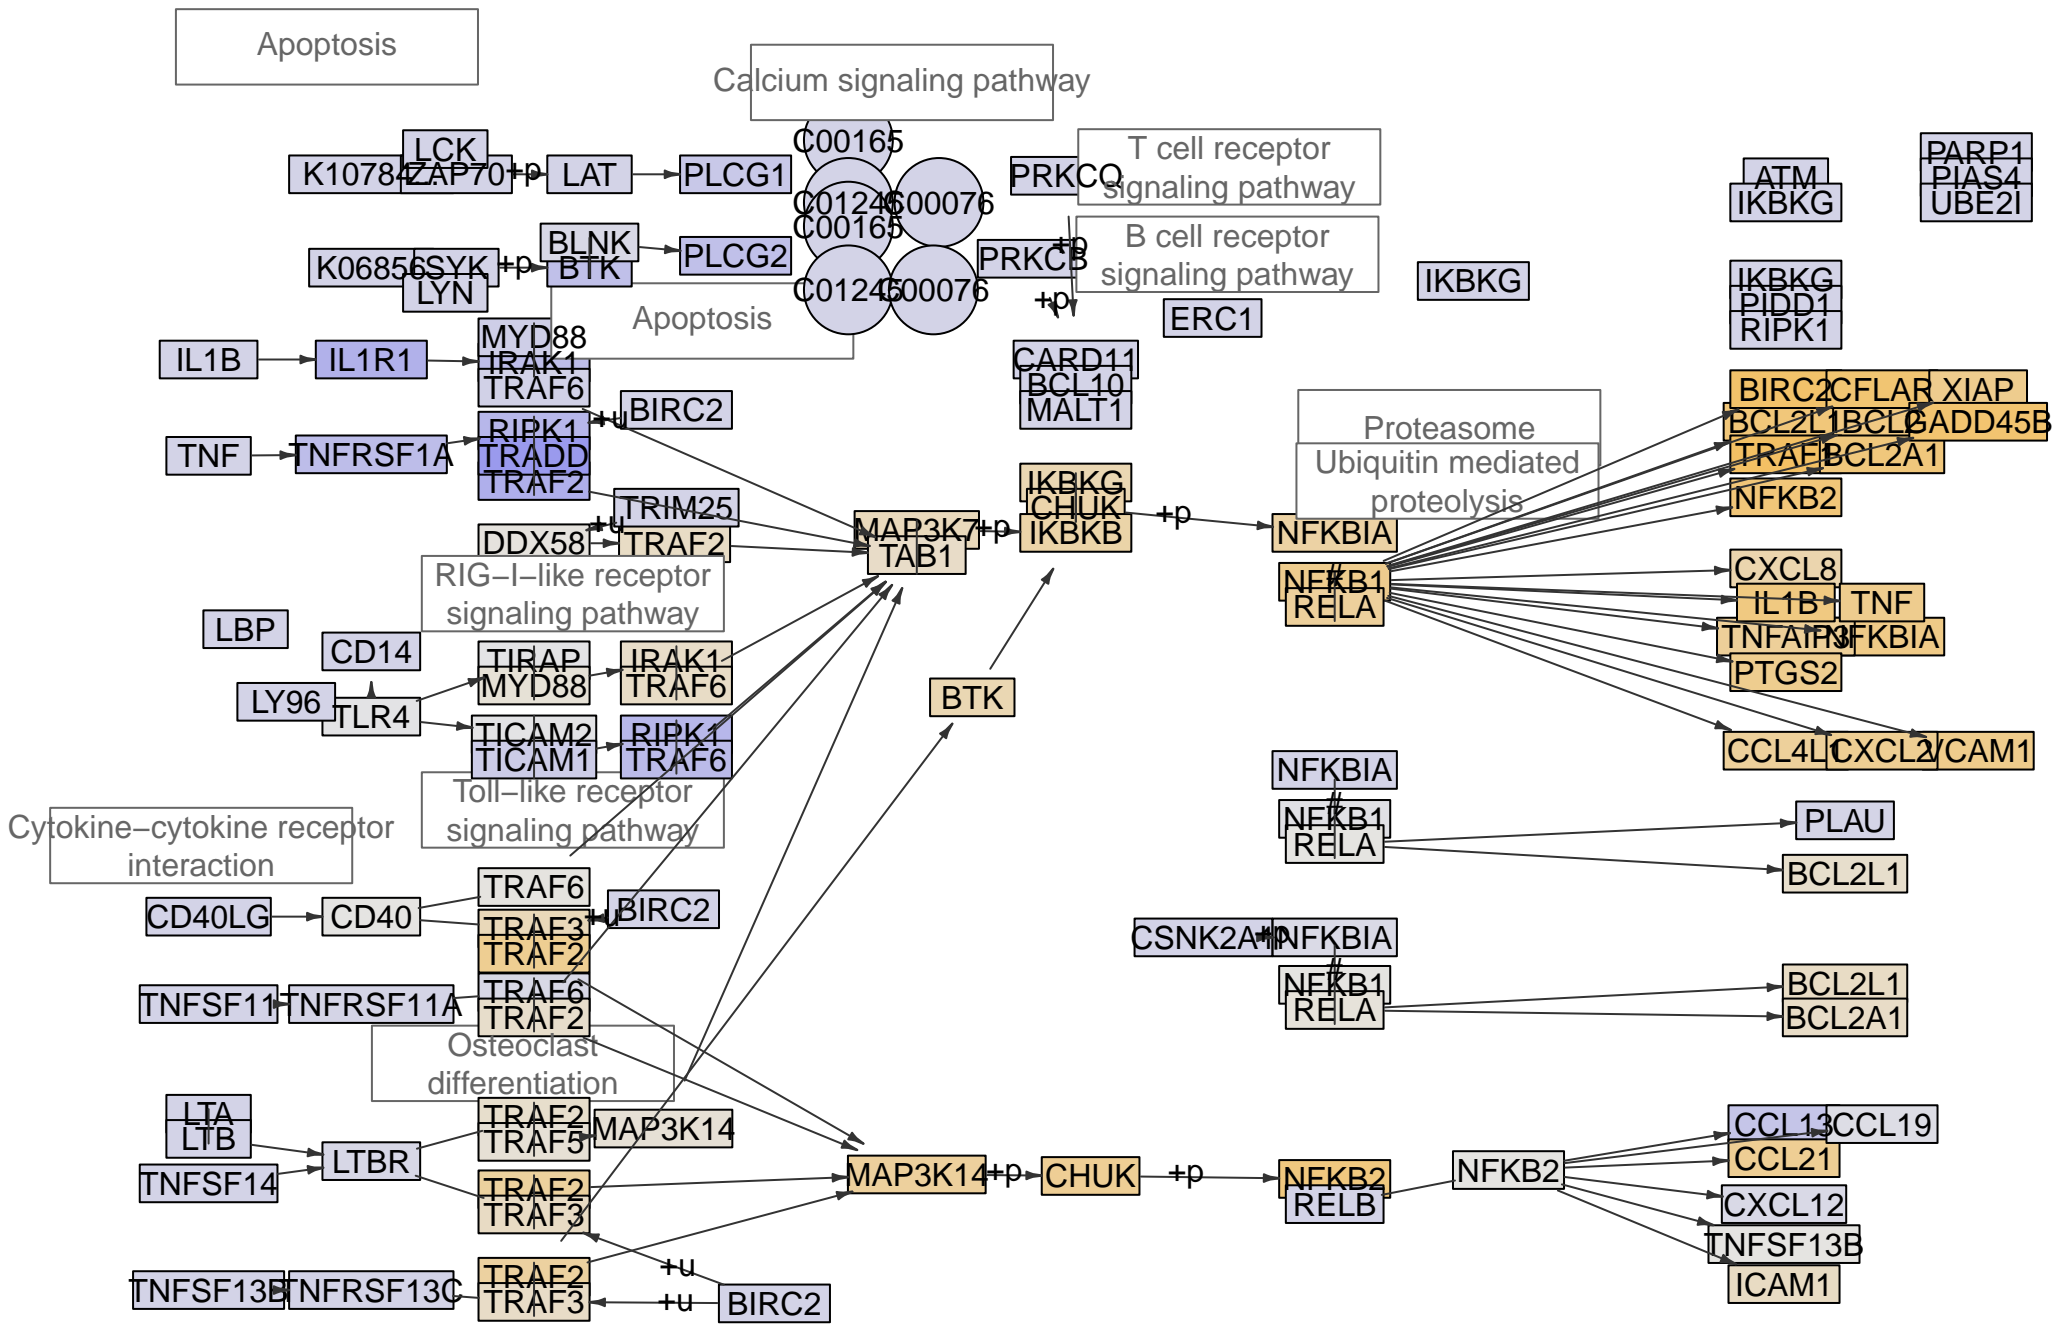 Apoptosis
Calcium signaling pathway
C00165
T cell receptor
signaling pathway
PARP1
PIAS4
UBE2I
LCK
K10784
ZAP70
+p
LAT
PLCG1
PRKCQ
ATM
IKBKG
C01245
C00076
C00165
B cell receptor
signaling pathway
BLNK
BTK
PLCG2
PRKCB
+p
K06856
SYK
+p
LYN
C01245
C00076
+p
IKBKG
IKBKG
PIDD1
RIPK1
Apoptosis
ERC1
MYD88
IRAK1
TRAF6
IL1B
IL1R1
CARD11
BCL10
MALT1
BIRC2
CFLAR
XIAP
BCL2L1
BCL2
GADD45B
TRAF1
BCL2A1
NFKB2
BIRC2
+u
RIPK1
TRADD
TRAF2
TNF
TNFRSF1A
Proteasome
Ubiquitin mediated
proteolysis
IKBKG
CHUK
IKBKB
+p
NFKBIA
TRIM25
+u
DDX58
TRAF2
MAP3K7
TAB1
+p
RIG−I−like receptor
signaling pathway
NFKB1
RELA
CXCL8
IL1B
TNF
TNFAIP3
NFKBIA
PTGS2
LBP
CD14
LY96
TLR4
TIRAP
MYD88
IRAK1
TRAF6
BTK
TICAM2
TICAM1
RIPK1
TRAF6
CCL4L1
CXCL2
VCAM1
Toll−like receptor
signaling pathway
NFKBIA
NFKB1
RELA
PLAU
BCL2L1
Cytokine−cytokine receptor
interaction
TRAF6
CD40LG
CD40
TRAF3
TRAF2
+u
BIRC2
CSNK2A1
+p
NFKBIA
NFKB1
RELA
BCL2L1
BCL2A1
TNFSF11
TNFRSF11A
TRAF6
TRAF2
Osteoclast
differentiation
LTA
LTB
TNFSF14
LTBR
TRAF2
TRAF5
MAP3K14
TRAF2
TRAF3
MAP3K14
+p
CHUK
+p
NFKB2
RELB
NFKB2
CCL13
CCL19
CCL21
CXCL12
TNFSF13B
ICAM1
TNFSF13B
TNFRSF13C
TRAF2
TRAF3
+u
+u
BIRC2